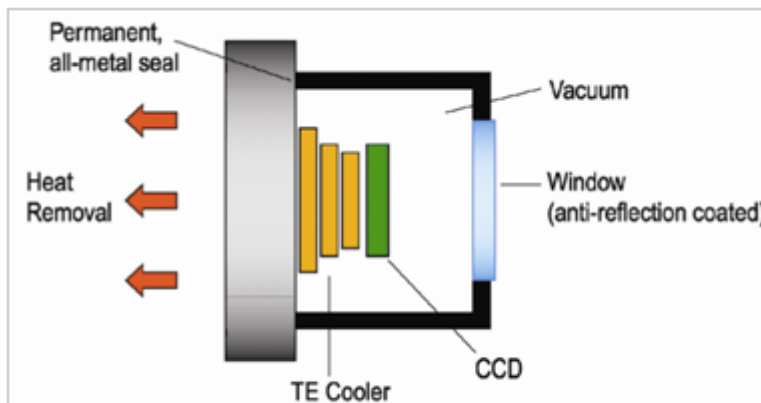 Permanent,
all-metal seal
Vacuum
Heat
Removal
Window
(anti-reflection coated)
CCD
TE Cooler